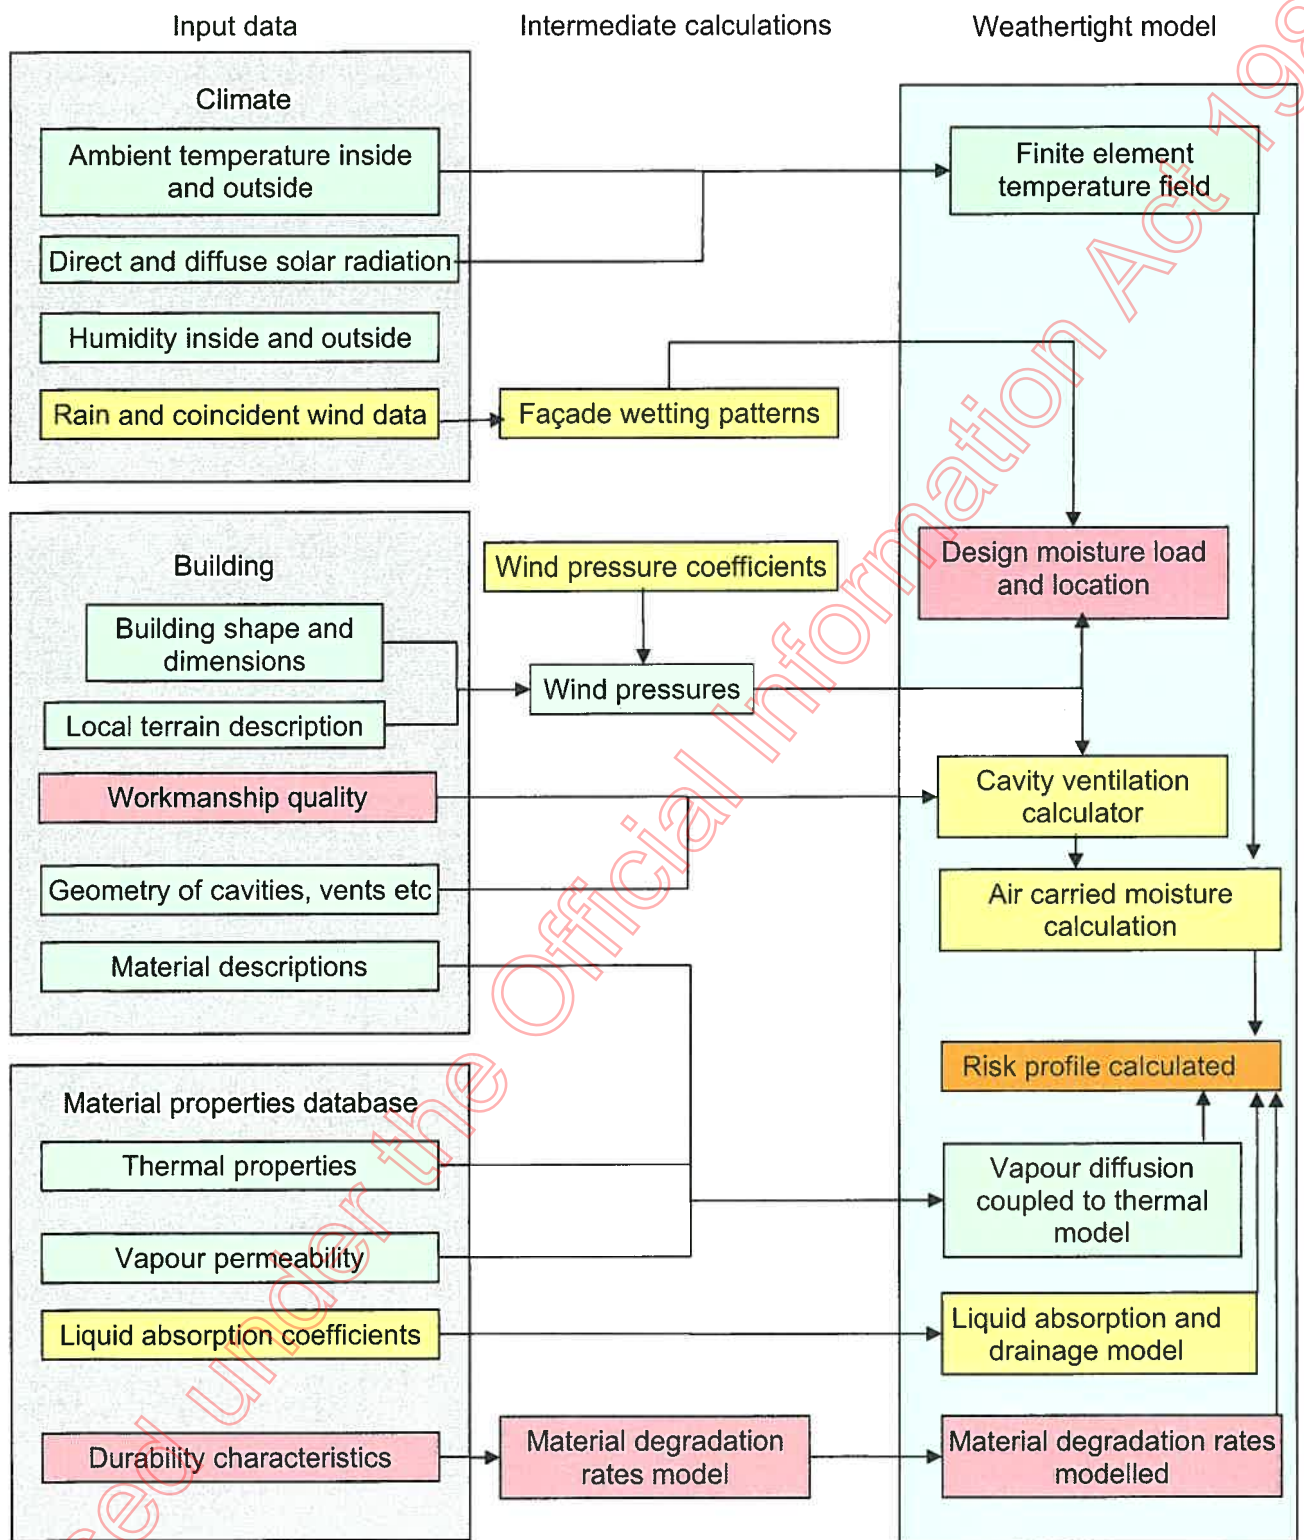 Input data
Intermediate calculations
Weathertight model
Climate
Ambient temperature inside
and outside
Direct and diffuse solar radiation
Humidity inside and outside
Rain and coincident wind data
Façade wetting patterns
Finite element
temperature field
Building
Building shape and
dimensions
Local terrain description
Workmanship quality
Geometry of cavities, vents etc
Material descriptions
Wind pressure coefficients
Wind pressures
Design moisture load
and location
Cavity ventilation
calculator
Air carried moisture
calculation
Risk profile calculated
Material properties database
Thermal properties
Vapour permeability
Liquid absorption coefficients
Durability characteristics
Material degradation
rates model
Vapour diffusion
coupled to thermal
model
Liquid absorption and
drainage model
Material degradation rates
modelled
under the Official Information Act